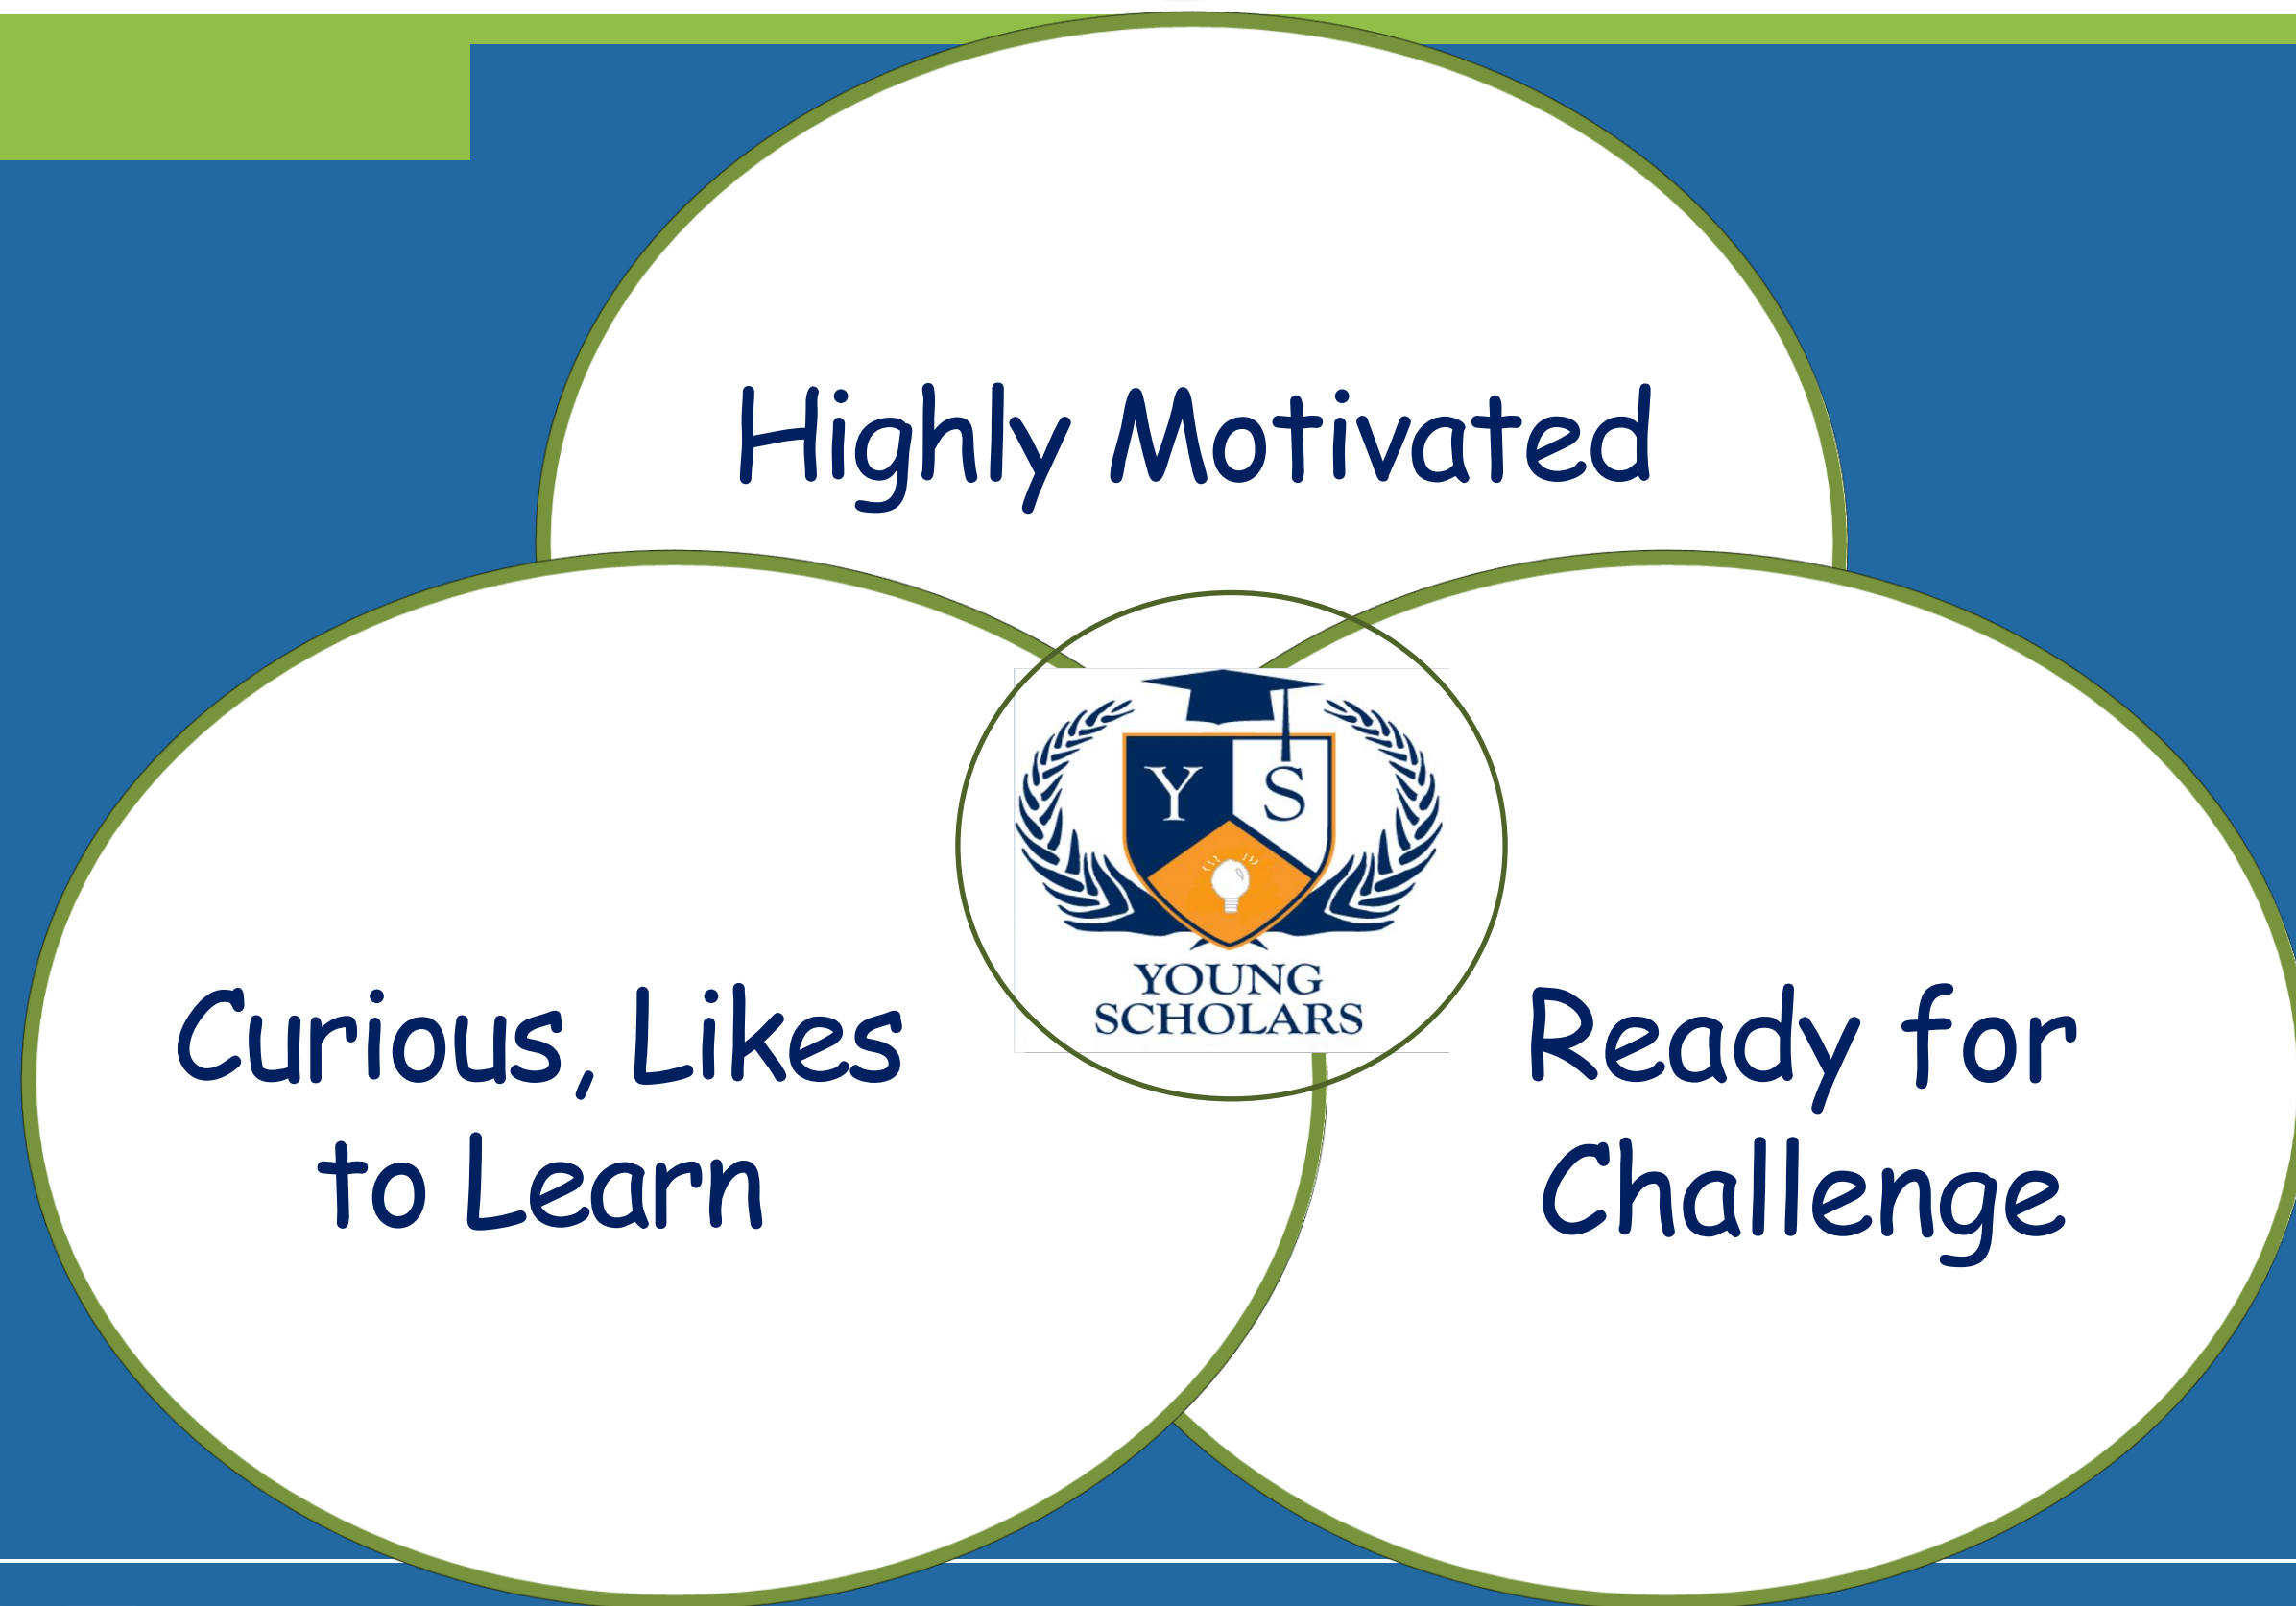 Highly Motivated
Y S
YOUNG
SCHOLARS
Curious, Likes
to Learn
Ready for
Challenge